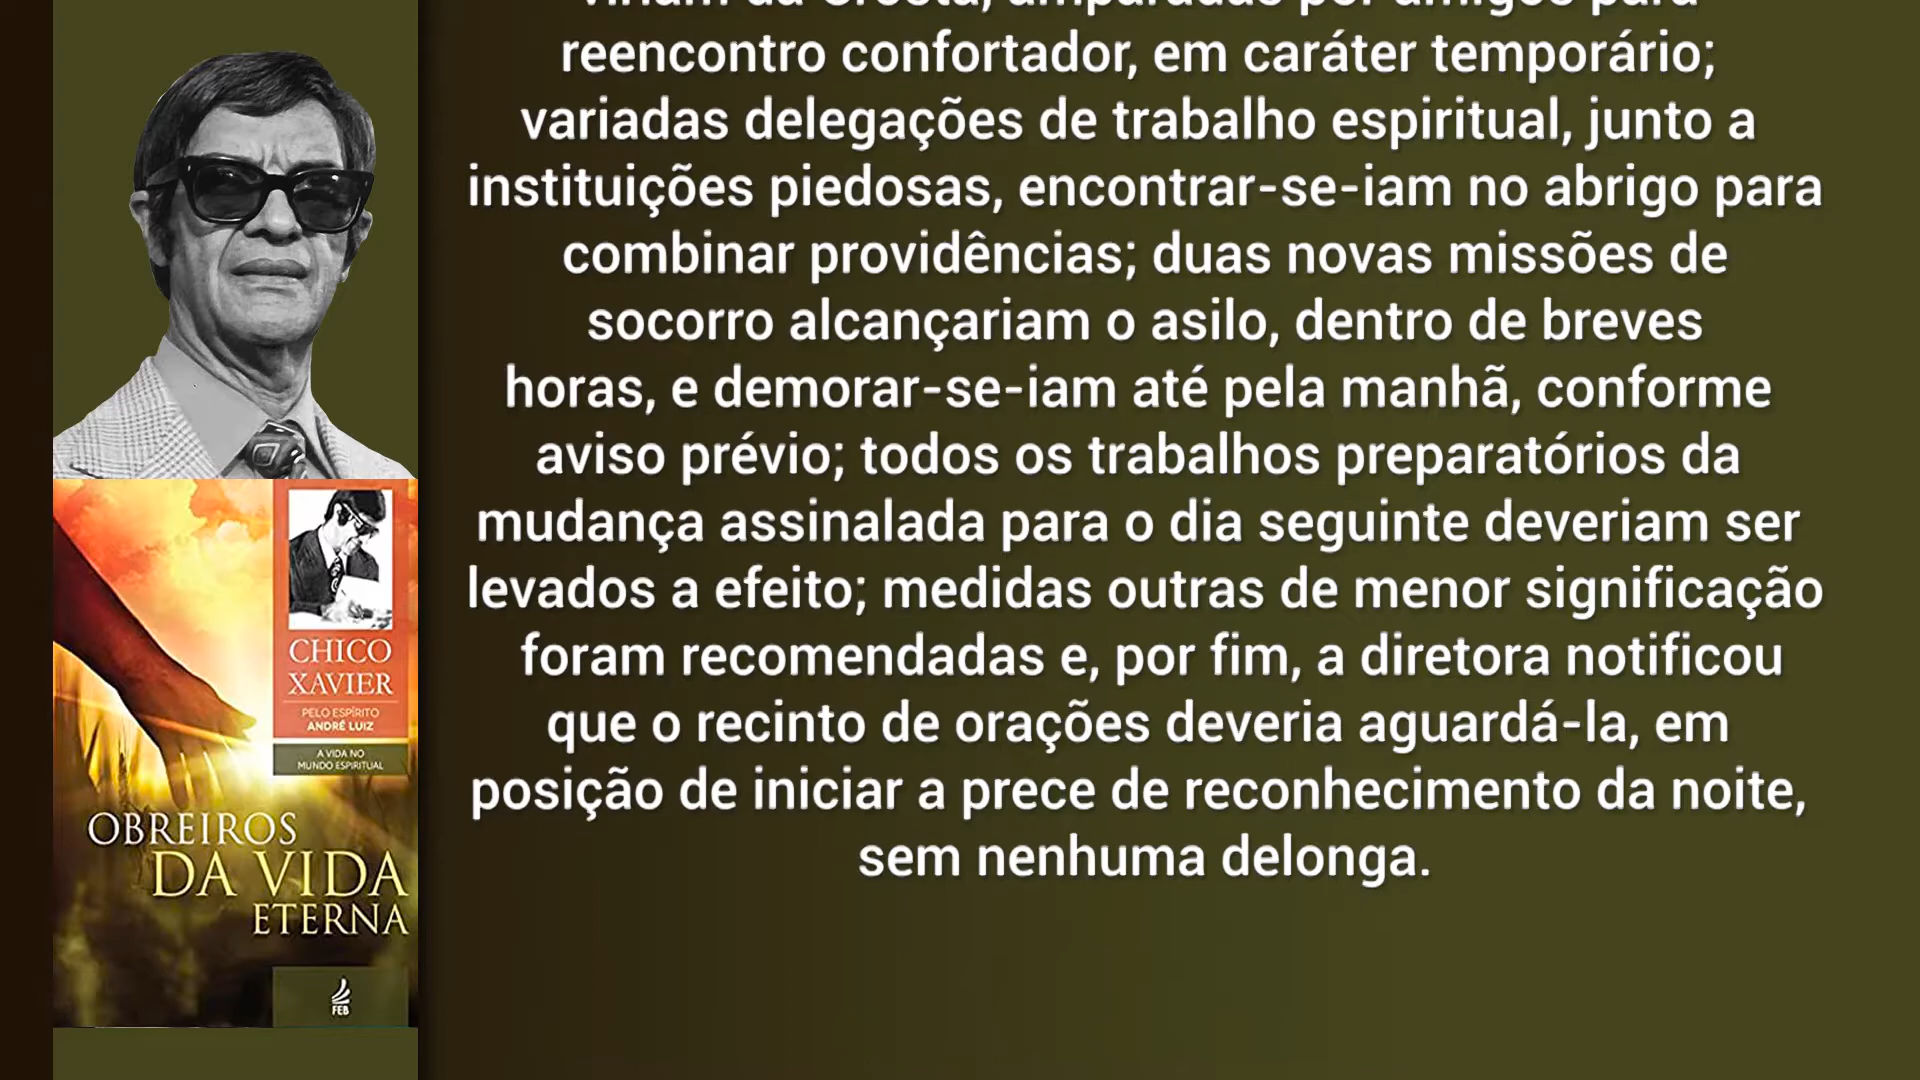 reencontro confortador, em caráter temporário;
variadas delegações de trabalho espiritual, junto a
instituições piedosas, encontrar-se-iam no abrigo para
combinar providências; duas novas missões de
socorro alcançariam o asilo, dentro de breves
horas, e demorar-se-iam até pela manhã, conforme
aviso prévio; todos os trabalhos preparatórios da
mudança assinalada para o dia seguinte deveriam ser
levados a efeito; medidas outras de menor significação
foram recomendadas e, por fim, a diretora notificou
que o recinto de orações deveria aguardá-la, em
posição de iniciar a prece de reconhecimento da noite,
sem nenhuma delonga.
CHICO
XAVIER
PELO ESPÍRITO
ANDRÉ LUIZ
A VIDA NO
MUNDO ESPIRITUAL
OBREIROS
DA VIDA
ETERNA
FEB